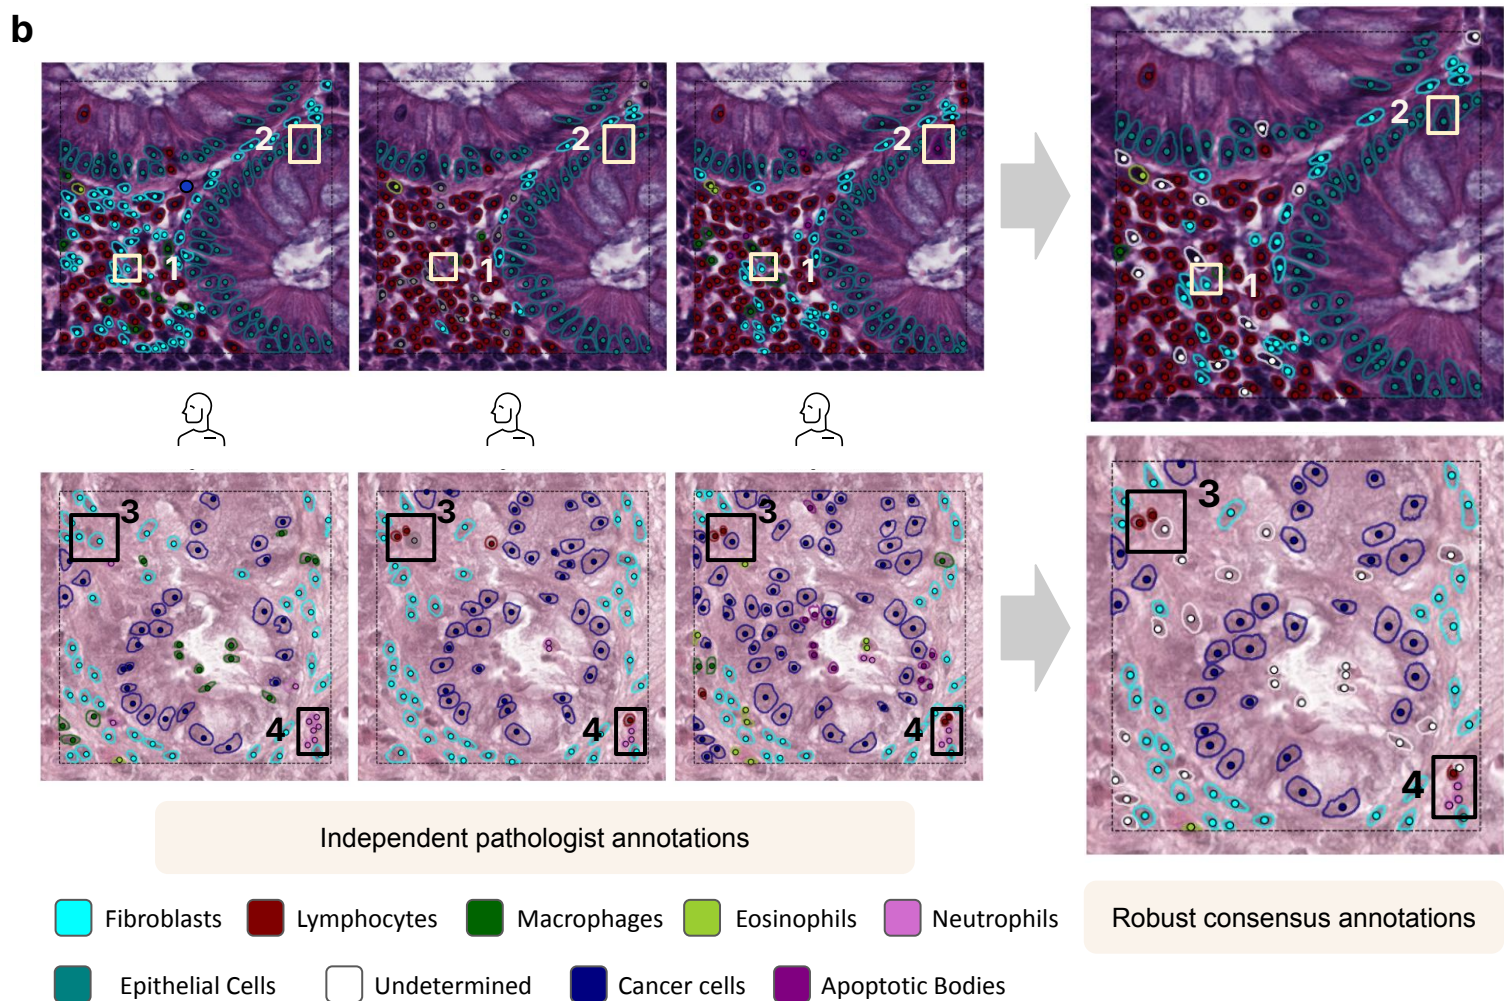 b
2 2 2 2
1 1 1 1
3 3 3 3
4 4 4 4
Independent pathologist annotations
Fibroblasts Lymphocytes Macrophages Eosinophils Neutrophils
Robust consensus annotations
Epithelial Cells Undetermined Cancer cells Apoptotic Bodies